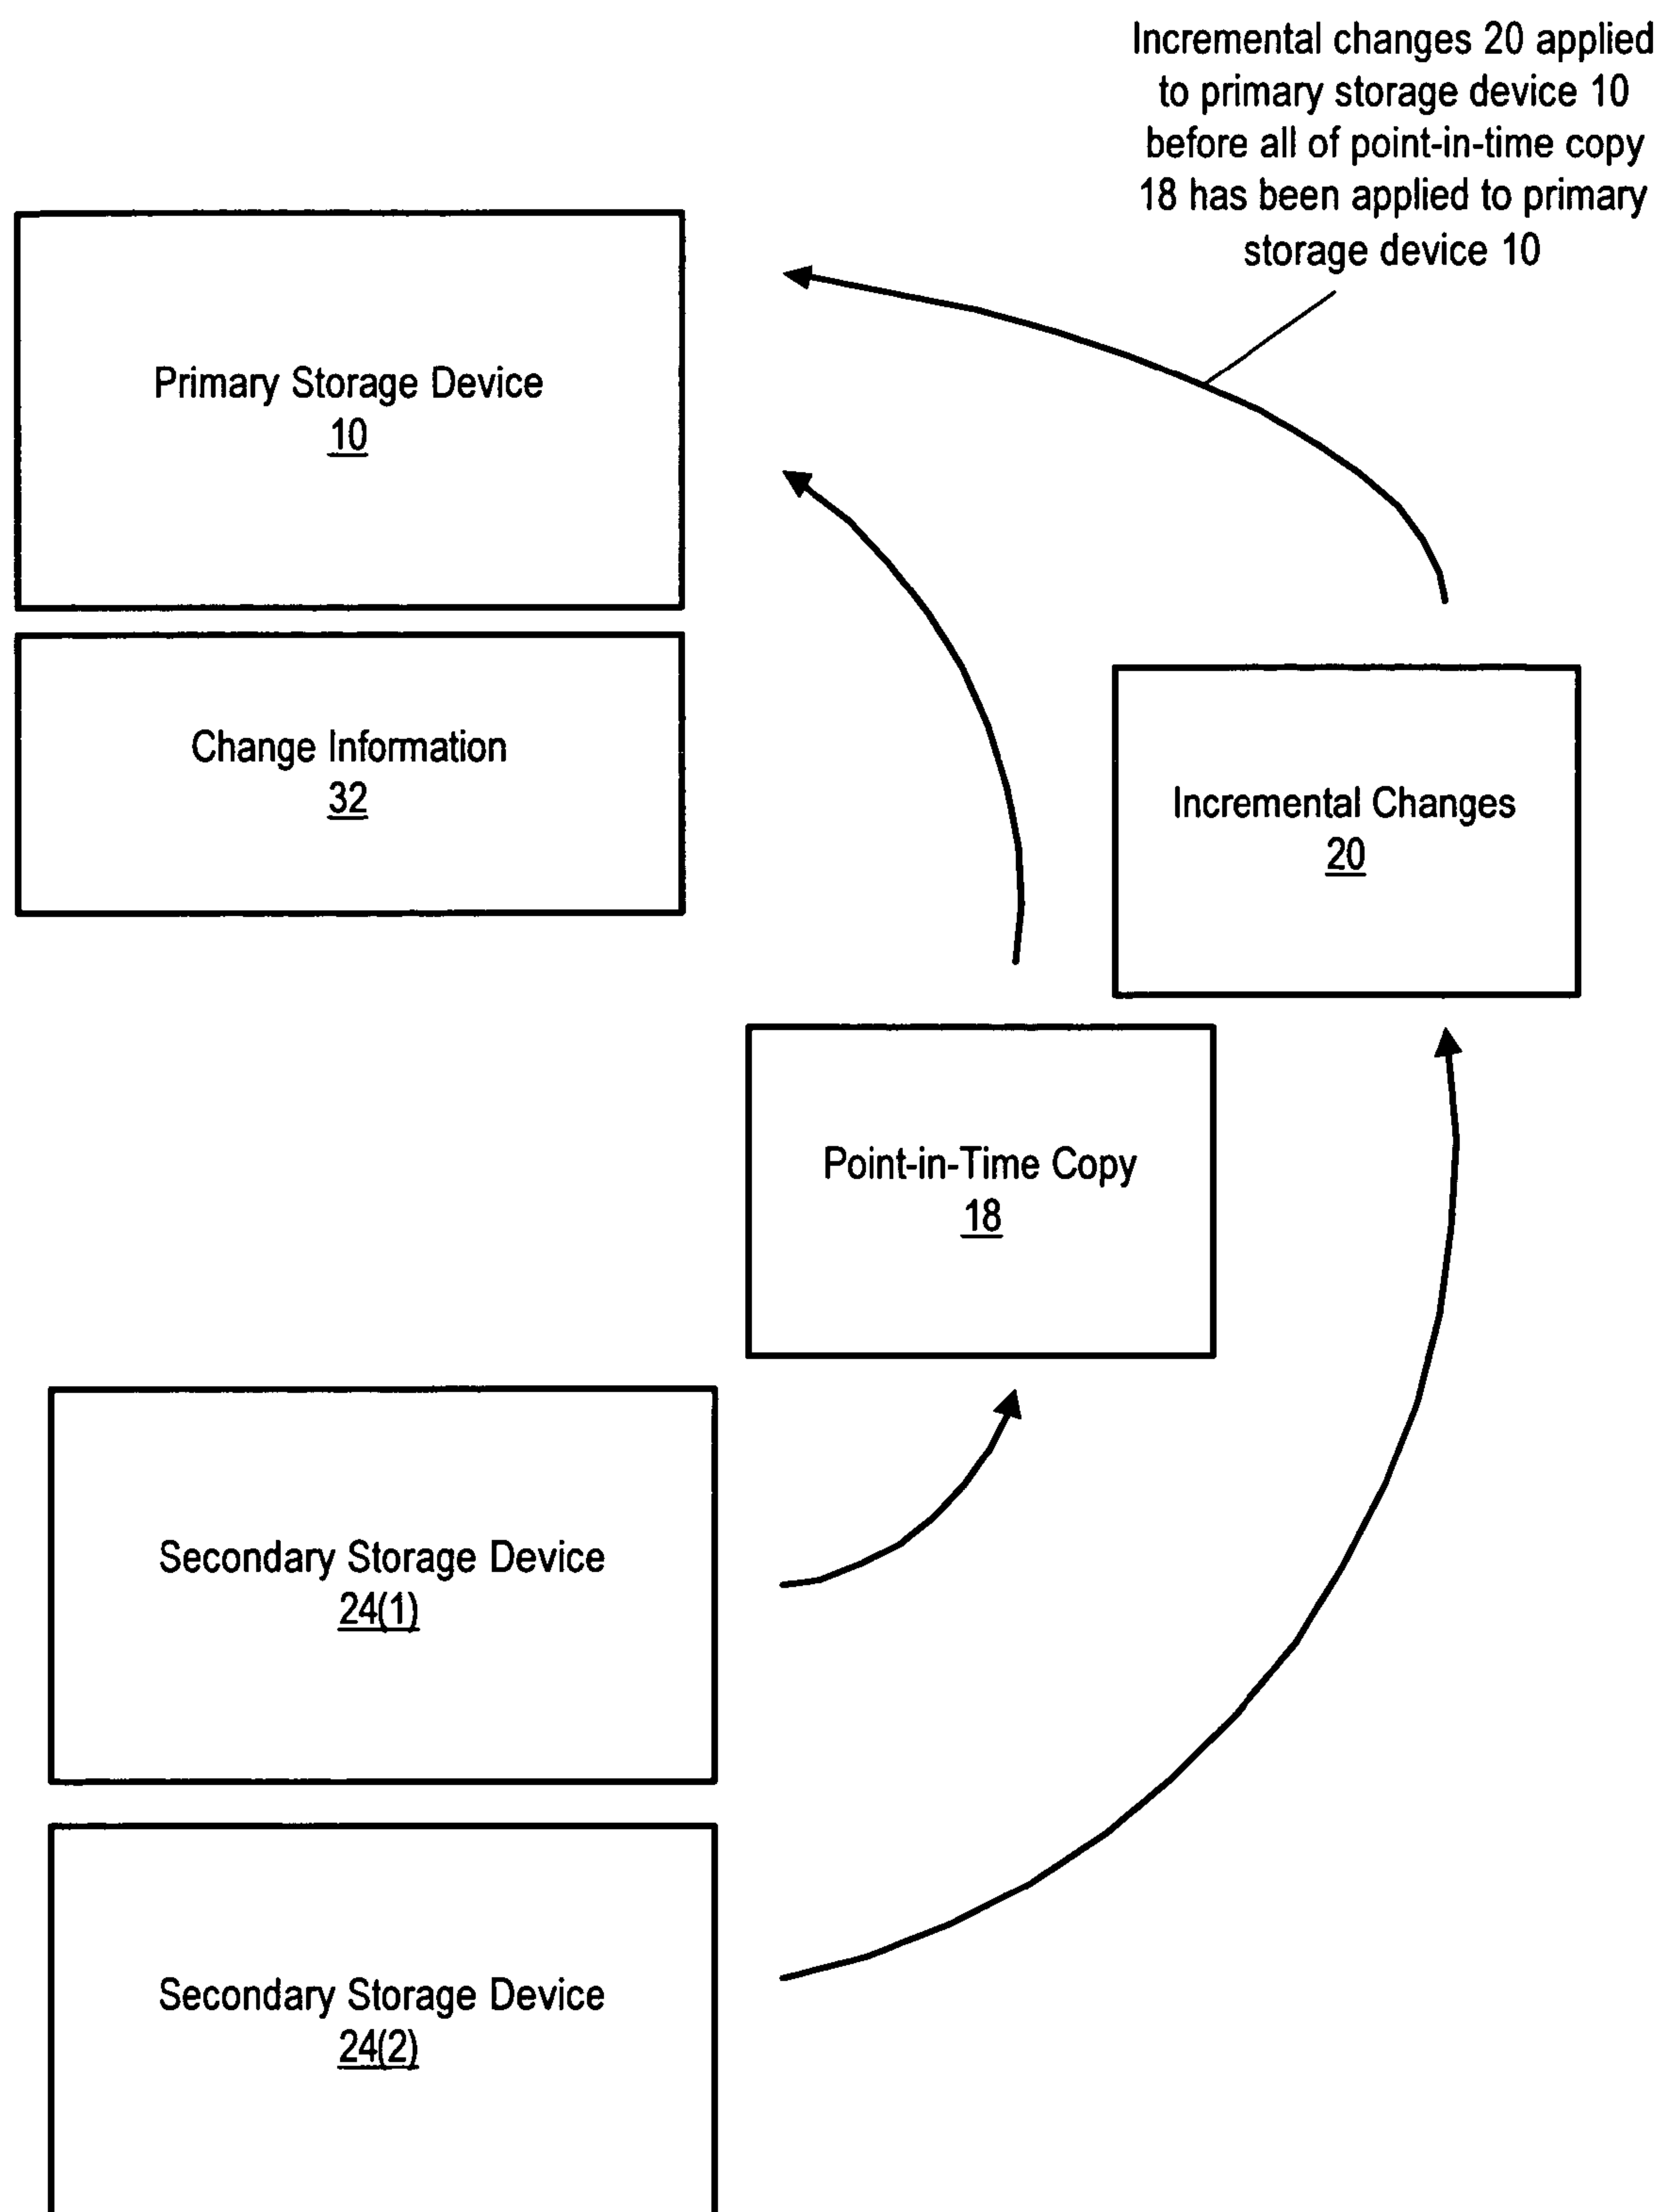 Incremental changes 20 applied
to primary storage device 10
before all of point-in-time copy
18 has been applied to primary
storage device 10
Primary Storage Device
10
Change Information
32
Incremental Changes
20
Point-in-Time Copy
18
Secondary Storage Device
24(1)
Secondary Storage Device
24(2)